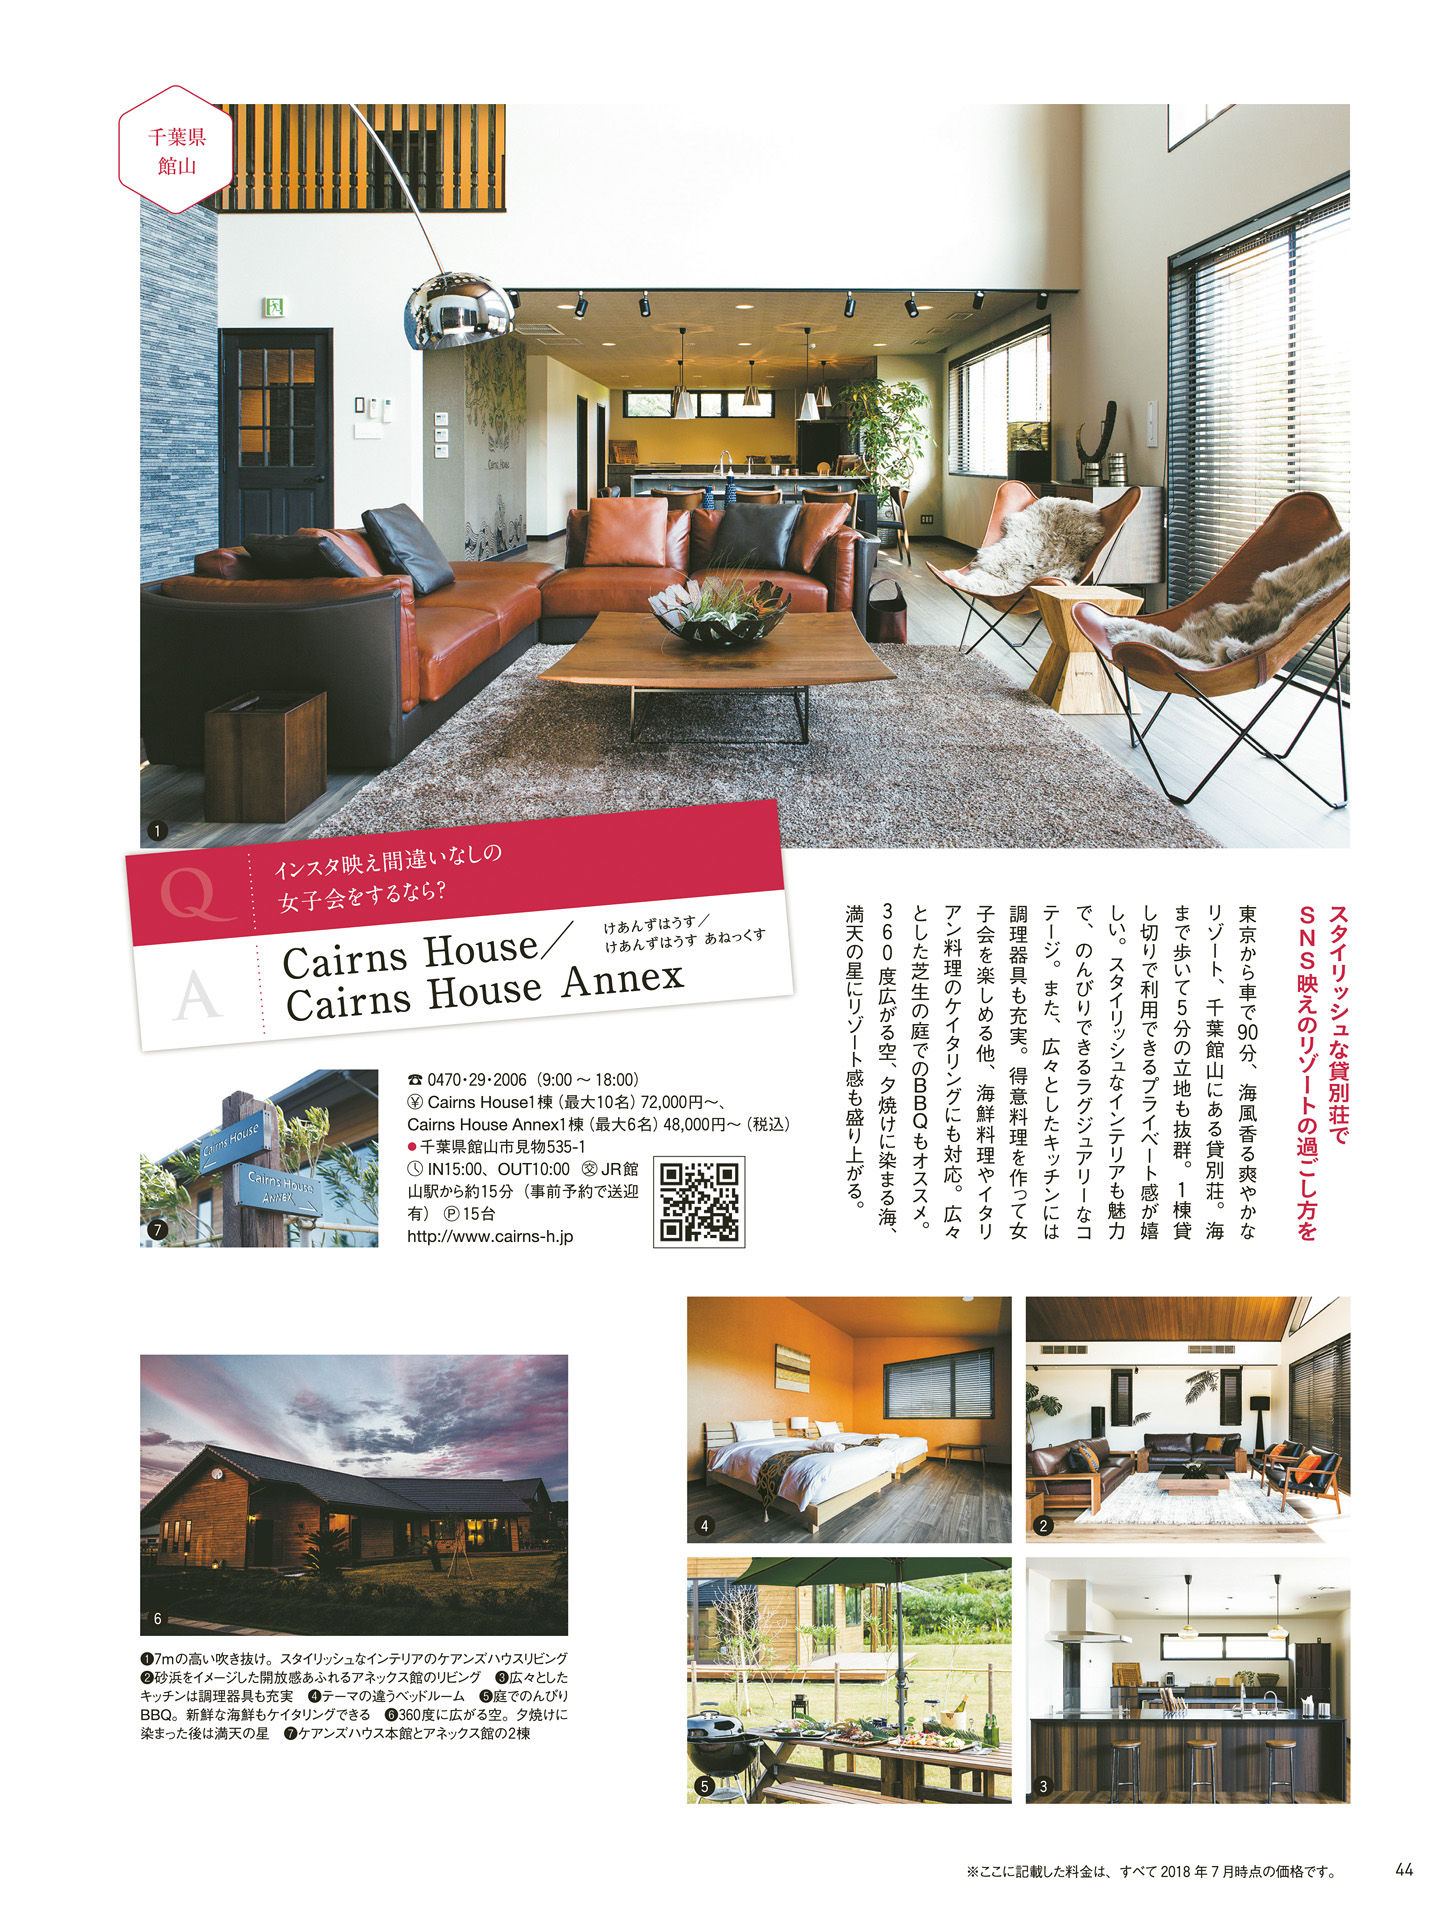 千葉県
館山
Cairns House
1
Q
インスタ映え間違いなしの
女子会をするなら?
A
Cairns House／
Cairns House Annex
けあんずはうす／
けあんずはうす あねっくす
スタイリッシュな貸別荘で
SNS映えのリゾートの過ごし方を
東京から車で90分、海風香る爽やかな
リゾート、千葉館山にある貸別荘。海
まで歩いて5分の立地も抜群。1棟貸
し切りで利用できるプライベート感が嬉
しい。スタイリッシュなインテリアも魅力
で、のんびりできるラグジュアリーなコ
テージ。また、広々としたキッチンには
調理器具も充実。得意料理を作って女
子会を楽しめる他、海鮮料理やイタリ
アン料理のケイタリングにも対応。広々
とした芝生の庭でのBBQもオススメ。
360度広がる空、夕焼けに染まる海、
満天の星にリゾート感も盛り上がる。
Cairns House
Cairns House
ANNEX
7
☎ 0470・29・2006（9:00 ～ 18:00）
¥ Cairns House1棟（最大10名）72,000円～、
Cairns House Annex1棟（最大6名）48,000円～（税込）
●千葉県館山市見物535-1
IN15:00、OUT10:00 交 JR館
山駅から約15分（事前予約で送迎
有） Ⓟ 15台
http://www.cairns-h.jp
4
2
6
5
3
❶7mの高い吹き抜け。スタイリッシュなインテリアのケアンズハウスリビング
❷砂浜をイメージした開放感あふれるアネックス館のリビング ❸広々とした
キッチンは調理器具も充実 ❹テーマの違うベッドルーム ❺庭でのんびり
BBQ。新鮮な海鮮もケイタリングできる ❻360度に広がる空。夕焼けに
染まった後は満天の星 ❼ケアンズハウス本館とアネックス館の2棟
※ここに記載した料金は、すべて2018年7月時点の価格です。
44